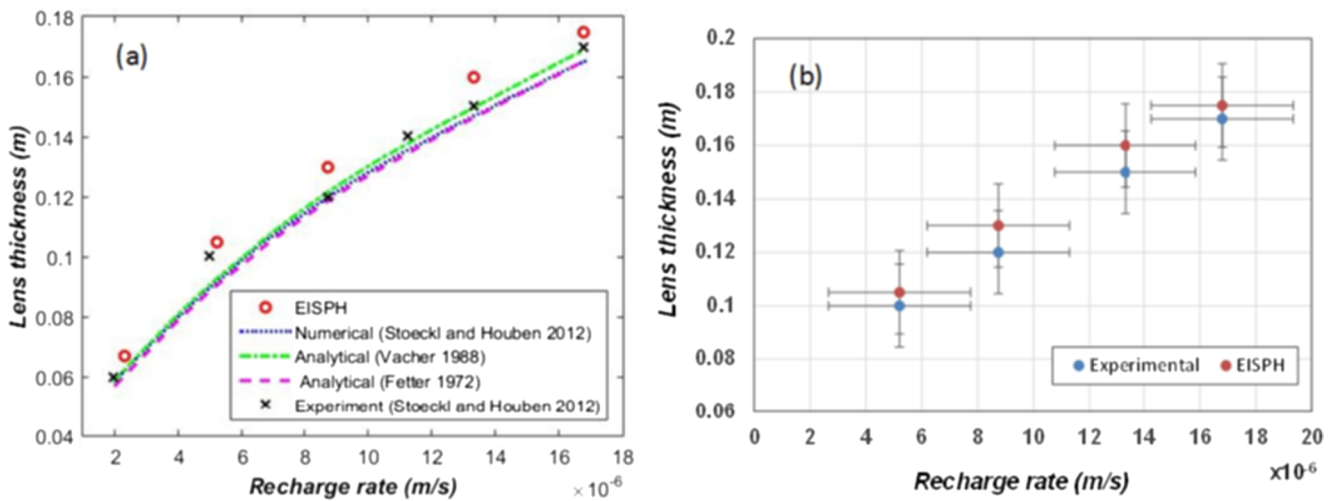 (a)
0.18
0.16
0.14
0.12
0.1
0.08
0.06
0.04
Lens thickness (m)
2 4 6 8 10 12 14 16 18
Recharge rate (m/s)
× 10⁻⁶
EISPH
Numerical (Stoeckl and Houben 2012)
Analytical (Vacher 1988)
Analytical (Fetter 1972)
Experiment (Stoeckl and Houben 2012)
(b)
0.2
0.18
0.16
0.14
0.12
0.1
0.08
0.06
Lens thickness (m)
0 2 4 6 8 10 12 14 16 18 20
Recharge rate (m/s)
x10⁻⁶
Experimental EISPH